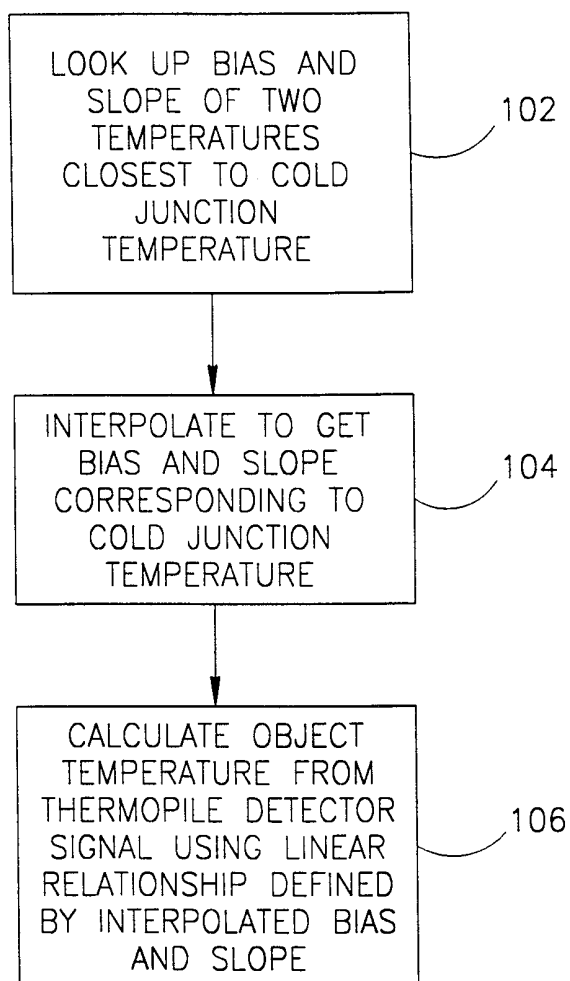 LOOK UP BIAS AND
SLOPE OF TWO
TEMPERATURES
CLOSEST TO COLD
JUNCTION
TEMPERATURE
102
INTERPOLATE TO GET
BIAS AND SLOPE
CORRESPONDING TO
COLD JUNCTION
TEMPERATURE
104
CALCULATE OBJECT
TEMPERATURE FROM
THERMOPILE DETECTOR
SIGNAL USING LINEAR
RELATIONSHIP DEFINED
BY INTERPOLATED BIAS
AND SLOPE
106